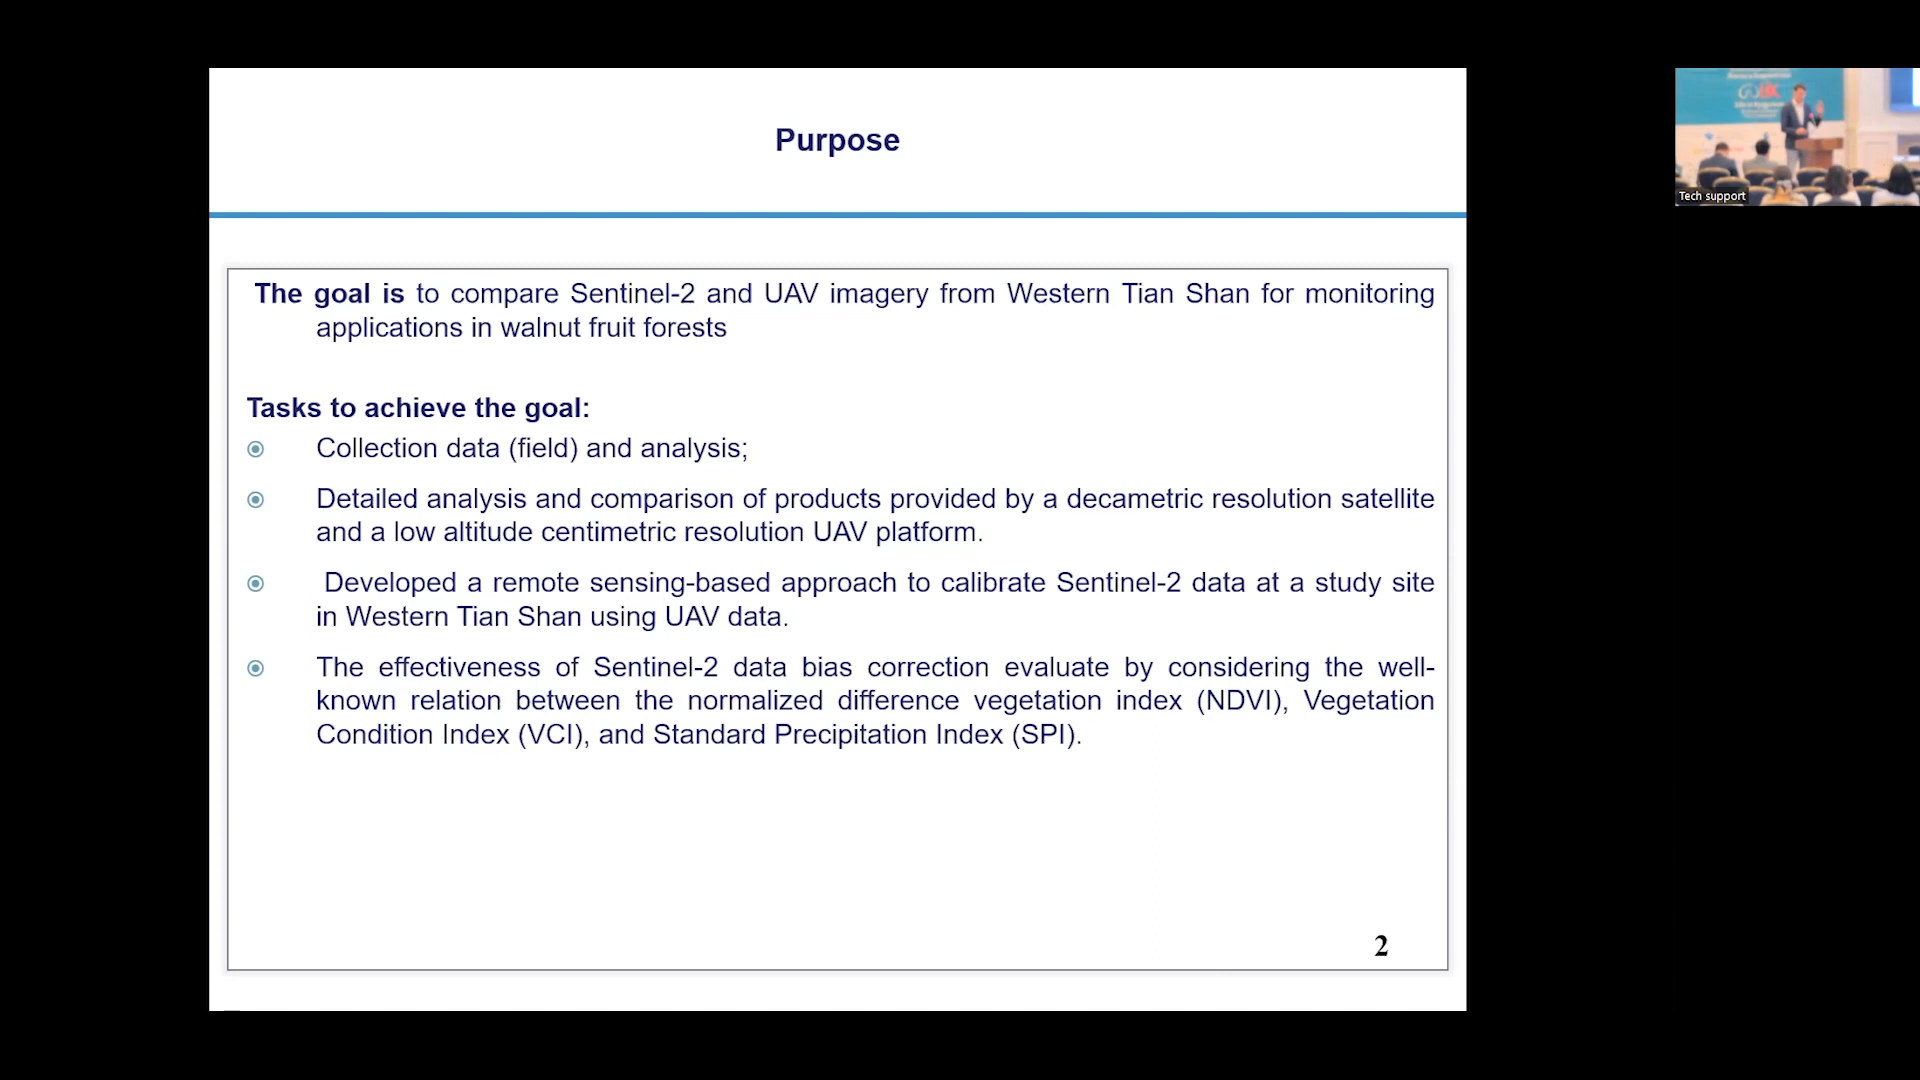 Purpose
The goal is to compare Sentinel-2 and UAV imagery from Western Tian Shan for monitoring
applications in walnut fruit forests
Tasks to achieve the goal:
Collection data (field) and analysis;
Detailed analysis and comparison of products provided by a decametric resolution satellite
and a low altitude centimetric resolution UAV platform.
Developed a remote sensing-based approach to calibrate Sentinel-2 data at a study site
in Western Tian Shan using UAV data.
The effectiveness of Sentinel-2 data bias correction evaluate by considering the well-
known relation between the normalized difference vegetation index (NDVI), Vegetation
Condition Index (VCI), and Standard Precipitation Index (SPI).
2
Tech support